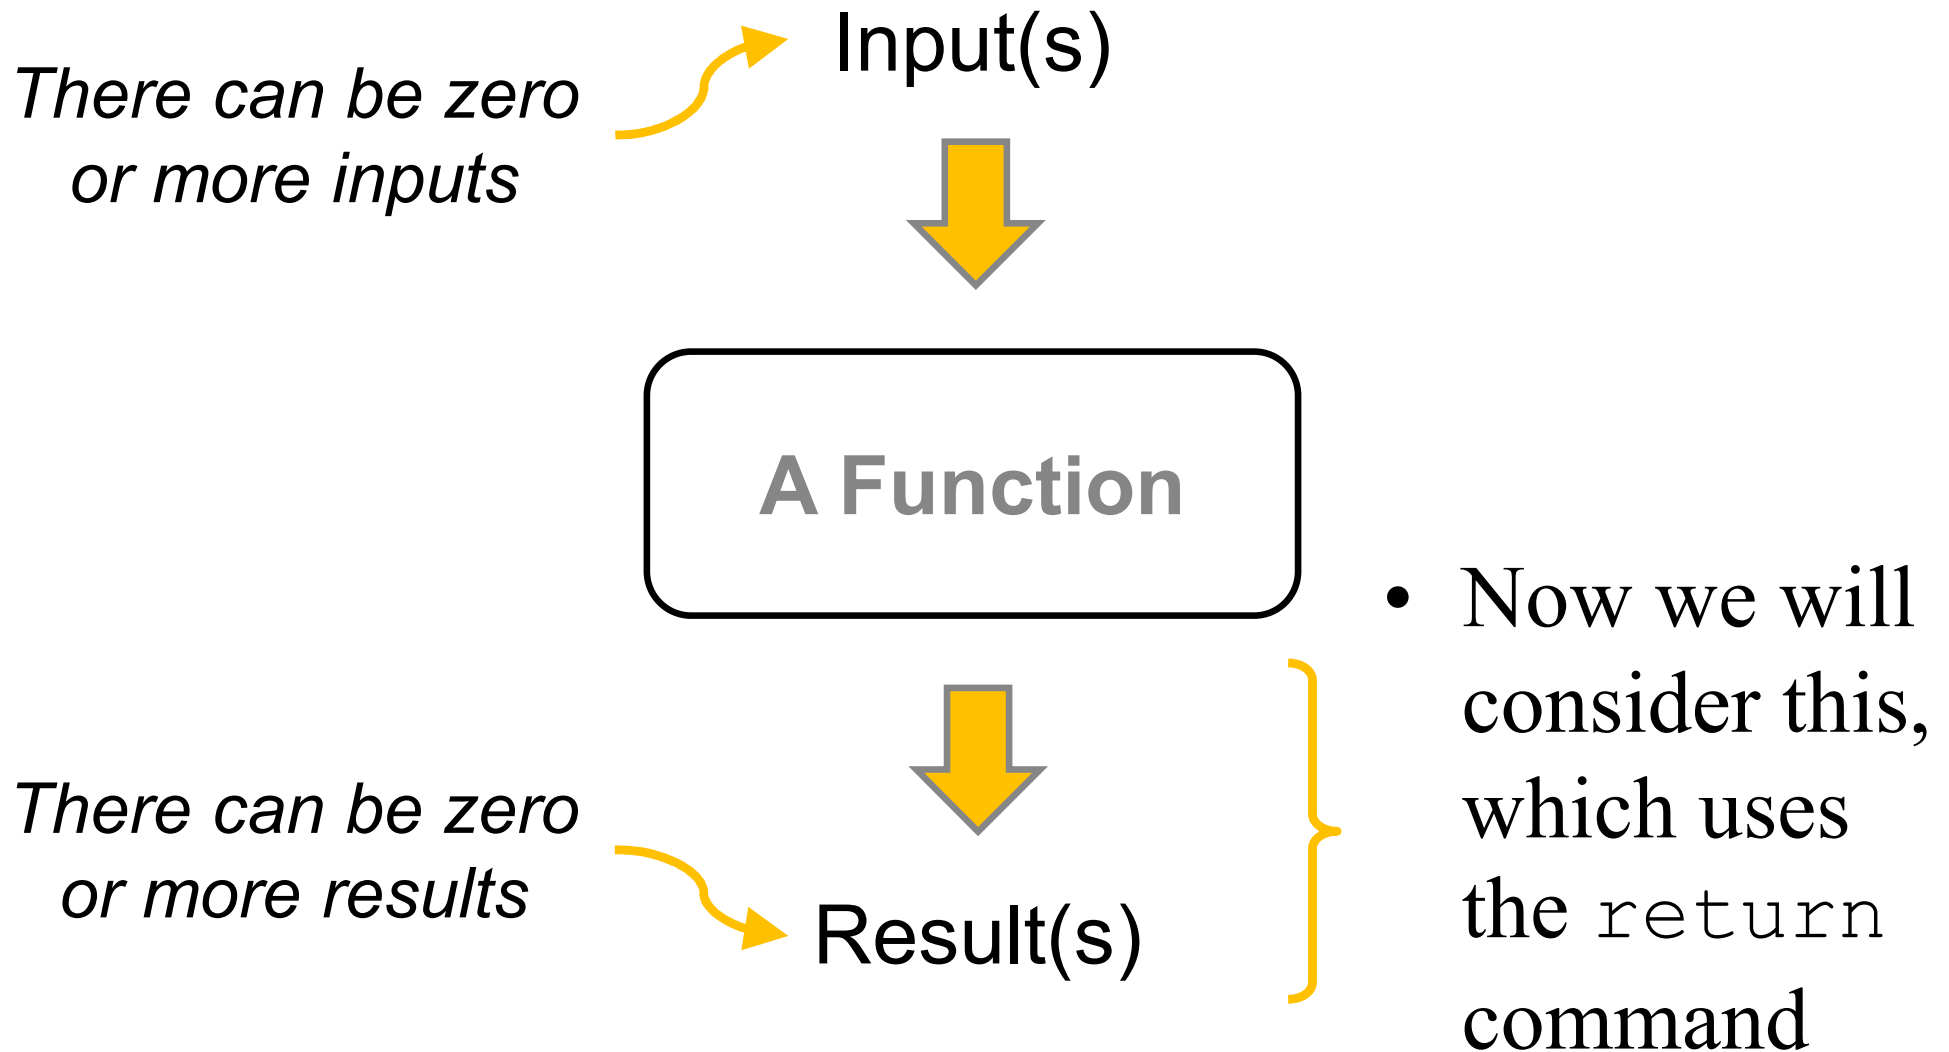 Input(s)
There can be zero
or more inputs
A Function
• Now we will
consider this,
which uses
the return
command
There can be zero
or more results
Result(s)